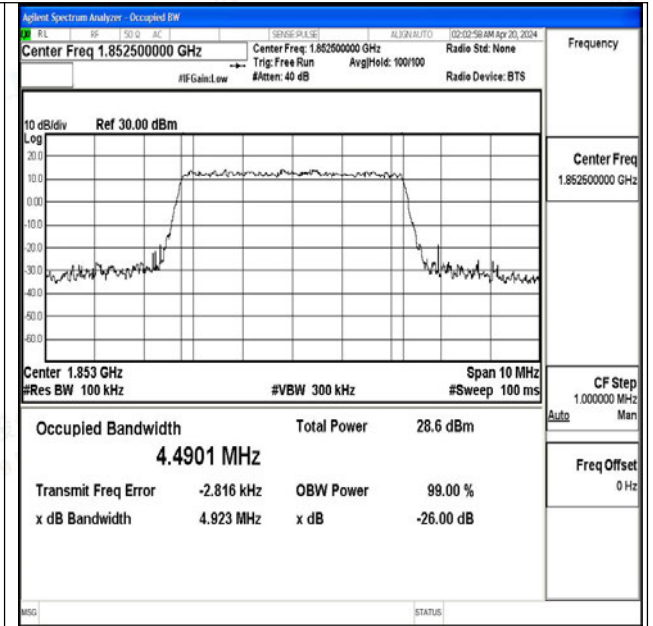 Agilent Spectrum Analyzer - Occupied BW
RL RF 50 Ω AC SENSE:PULSE ALIGN AUTO 02:02:58 AM Apr 20, 2024
Center Freq 1.852500000 GHz
Center Freq: 1.852500000 GHz
Radio Std: None
Trig: Free Run Avg|Hold: 100/100
#IFGain:Low #Atten: 40 dB Radio Device: BTS
10 dB/div Ref 30.00 dBm
Log
20.0
10.0
0.00
-10.0
-20.0
-30.0
-50.0
-60.0
Center 1.853 GHz Span 10 MHz
#Res BW 100 kHz #VBW 300 kHz #Sweep 100 ms
Occupied Bandwidth Total Power 28.6 dBm
4.4901 MHz
Transmit Freq Error -2.816 kHz OBW Power 99.00 %
x dB Bandwidth 4.923 MHz x dB -26.00 dB
MSG STATUS
Frequency
Center Freq
1.852500000 GHz
CF Step
1.000000 MHz
Auto Man
Freq Offset
0 Hz